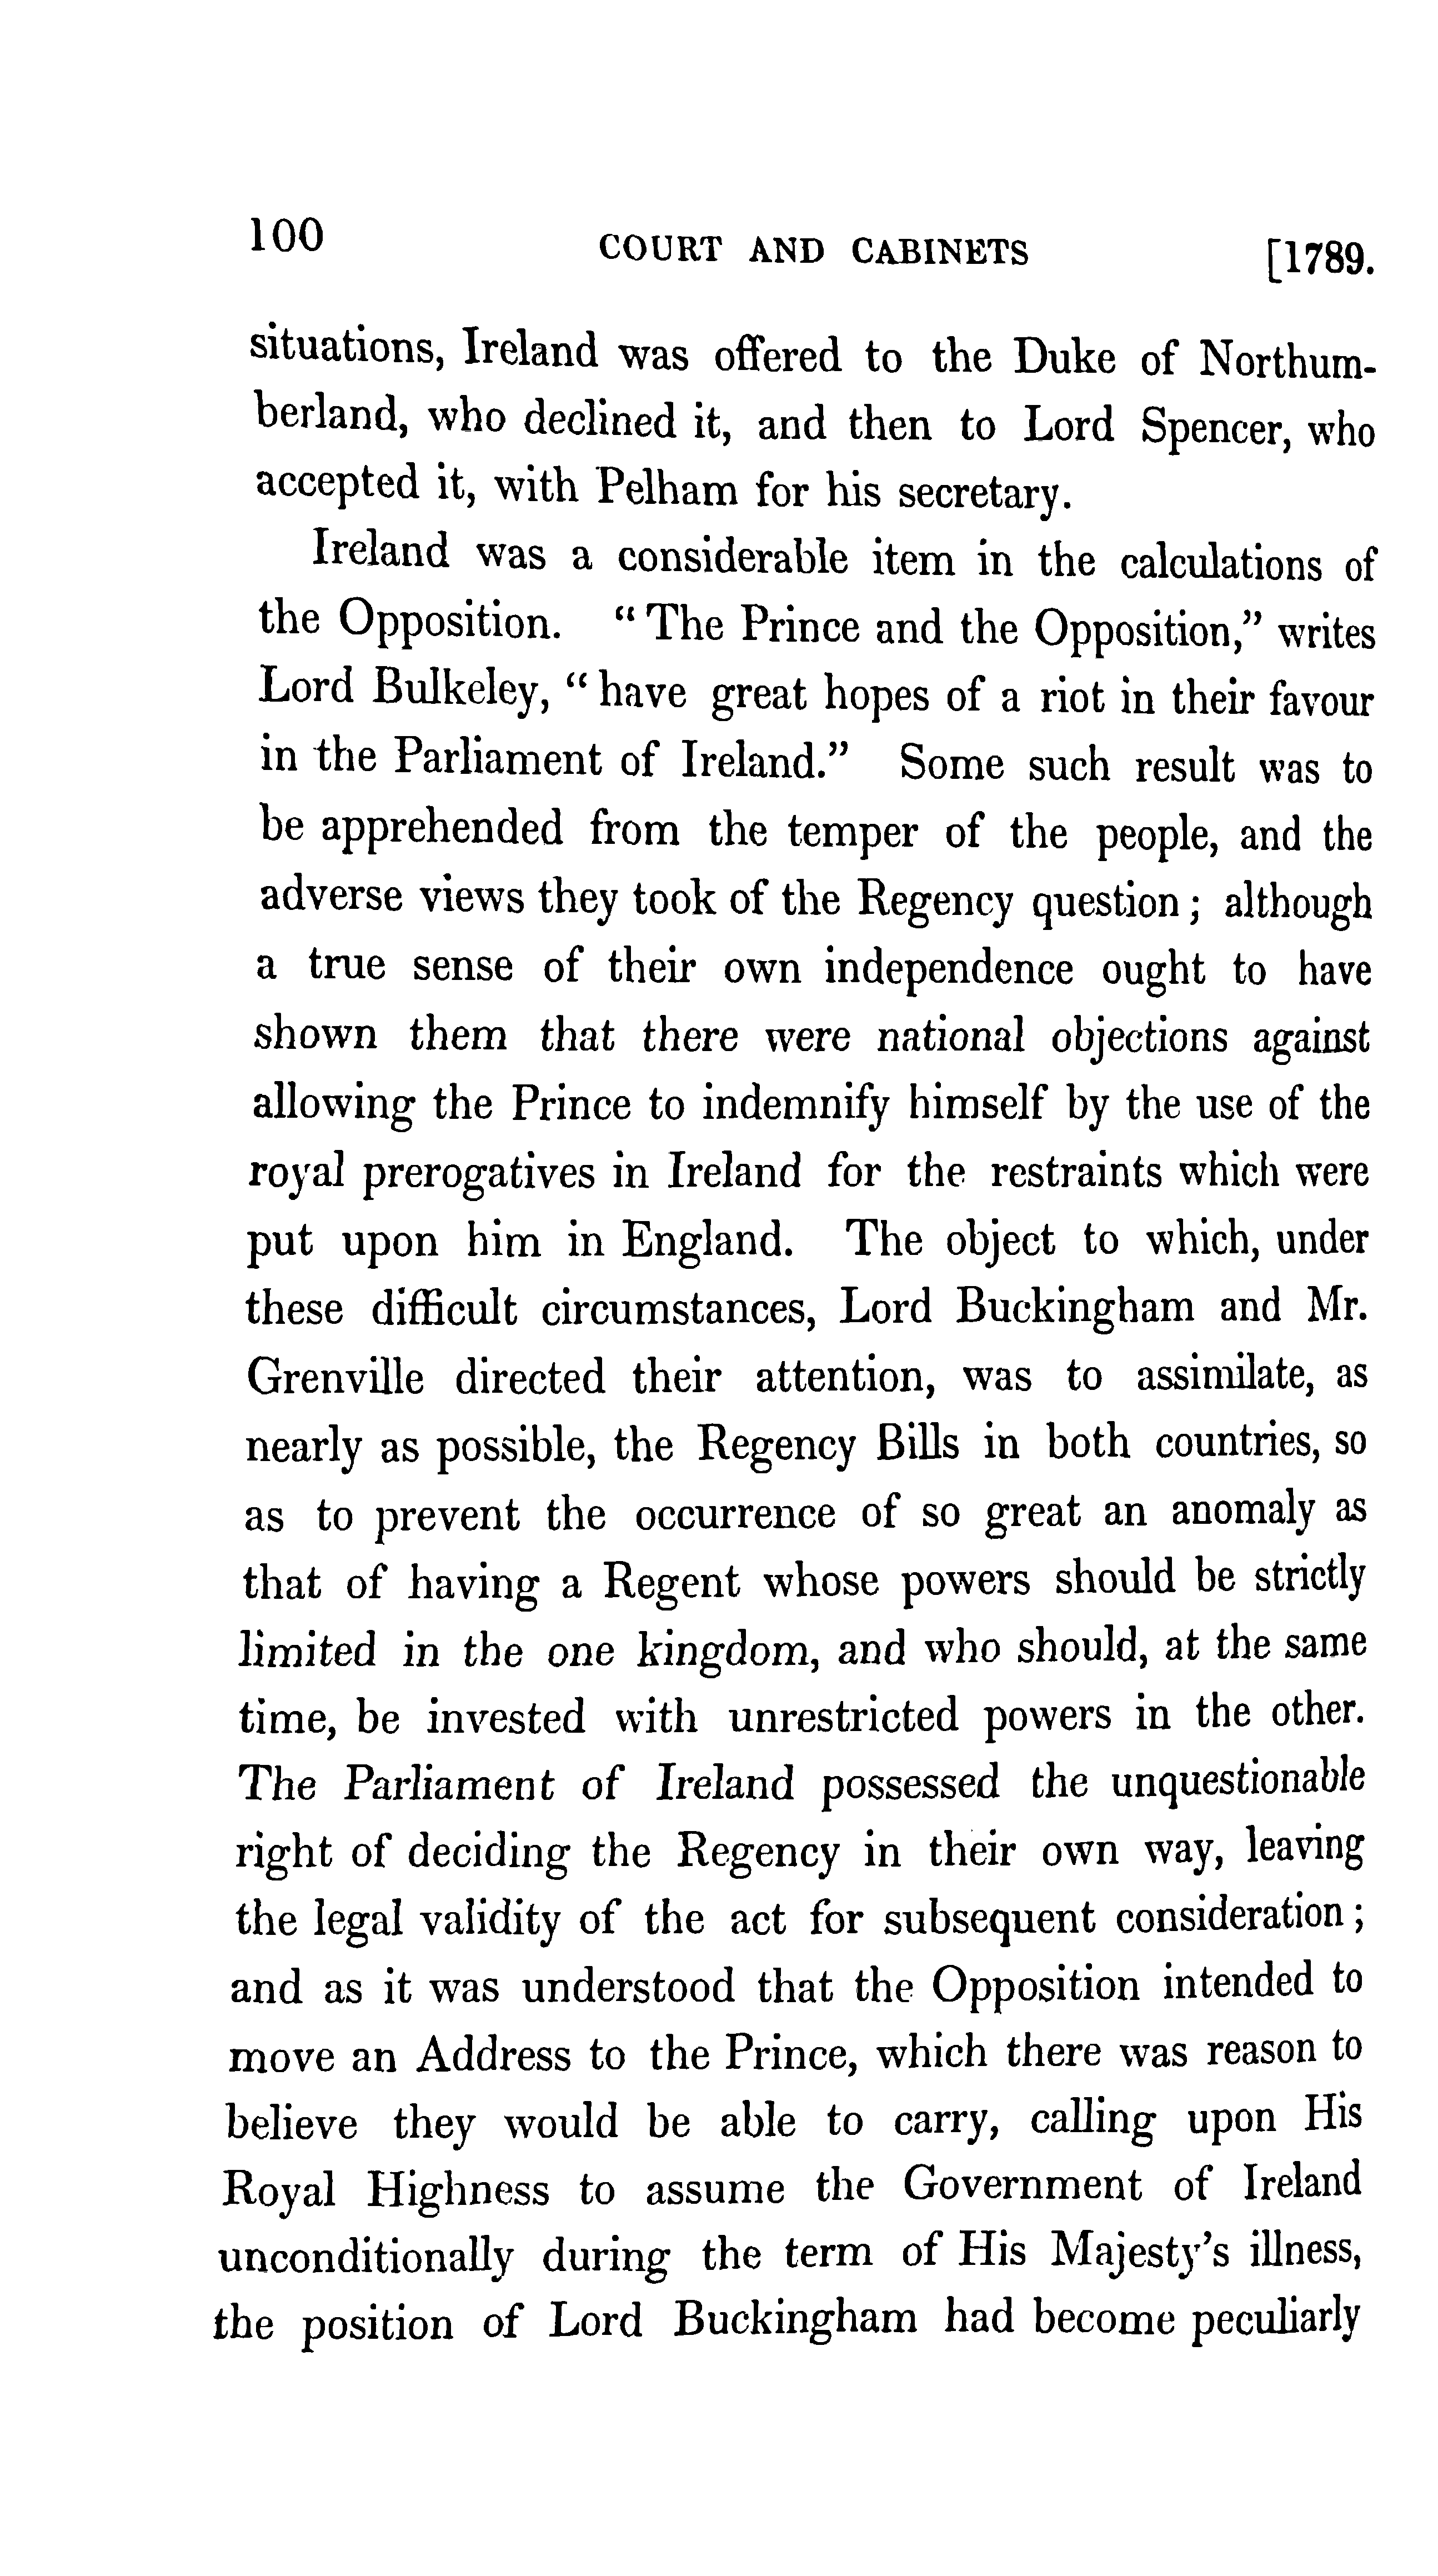 100 COURT AND CABINETS [1789.
situations, Ireland was offered to the Duke of Northum-
berland, who declined it, and then to Lord Spencer, who
accepted it, with Pelham for his secretary.
Ireland was a considerable item in the calculations of
the Opposition. “The Prince and the Opposition,” writes
Lord Bulkeley, “have great hopes of a riot in their favour
in the Parliament of Ireland.” Some such result was to
be apprehended from the temper of the people, and the
adverse views they took of the Regency question; although
a true sense of their own independence ought to have
shown them that there were national objections against
allowing the Prince to indemnify himself by the use of the
royal prerogatives in Ireland for the restraints which were
put upon him in England. The object to which, under
these difficult circumstances, Lord Buckingham and Mr.
Grenville directed their attention, was to assimilate, as
nearly as possible, the Regency Bills in both countries, so
as to prevent the occurrence of so great an anomaly as
that of having a Regent whose powers should be strictly
limited in the one kingdom, and who should, at the same
time, be invested with unrestricted powers in the other.
The Parliament of Ireland possessed the unquestionable
right of deciding the Regency in their own way, leaving
the legal validity of the act for subsequent consideration;
and as it was understood that the Opposition intended to
move an Address to the Prince, which there was reason to
believe they would be able to carry, calling upon His
Royal Highness to assume the Government of Ireland
unconditionally during the term of His Majesty’s illness,
the position of Lord Buckingham had become peculiarly